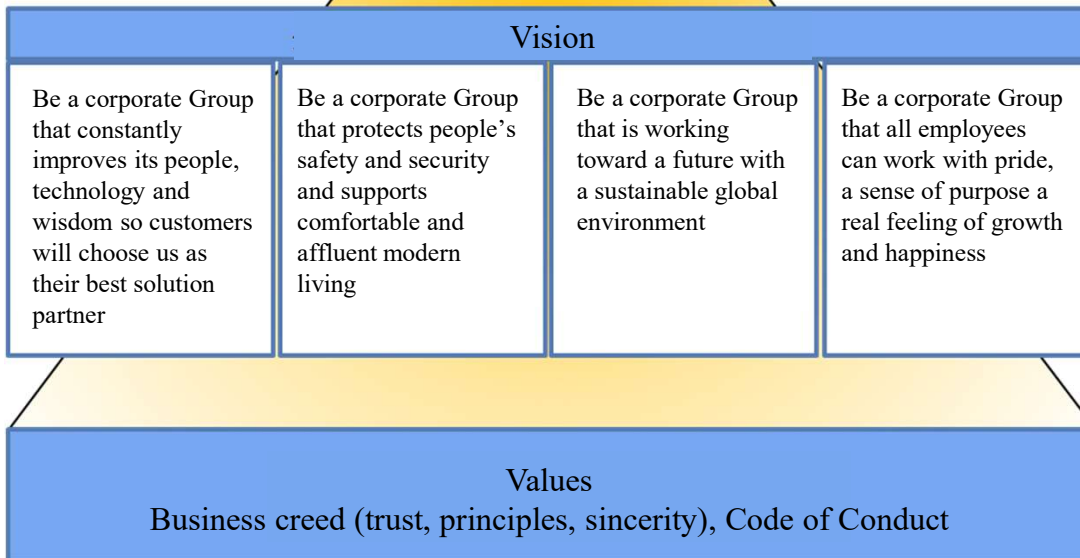 Vision
Be a corporate Group
that constantly
improves its people,
technology and
wisdom so customers
will choose us as
their best solution
partner
Be a corporate Group
that protects people’s
safety and security
and supports
comfortable and
affluent modern
living
Be a corporate Group
that is working
toward a future with
a sustainable global
environment
Be a corporate Group
that all employees
can work with pride,
a sense of purpose a
real feeling of growth
and happiness
Values
Business creed (trust, principles, sincerity), Code of Conduct